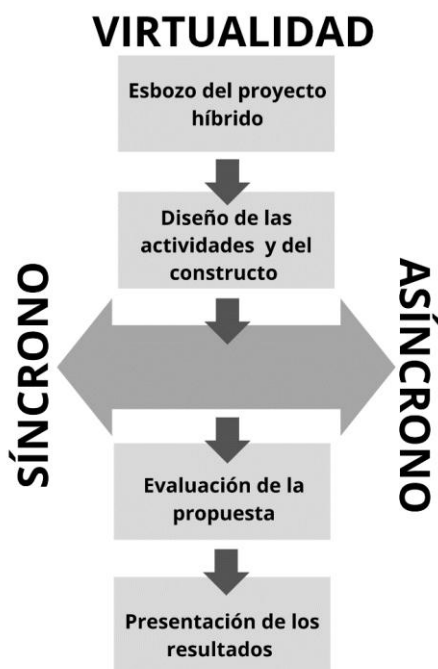 VIRTUALIDAD
Esbozo del proyecto
híbrido
Diseño de las
actividades y del
constructo
SÍNCRONO
ASÍNCRONO
Evaluación de la
propuesta
Presentación de los
resultados